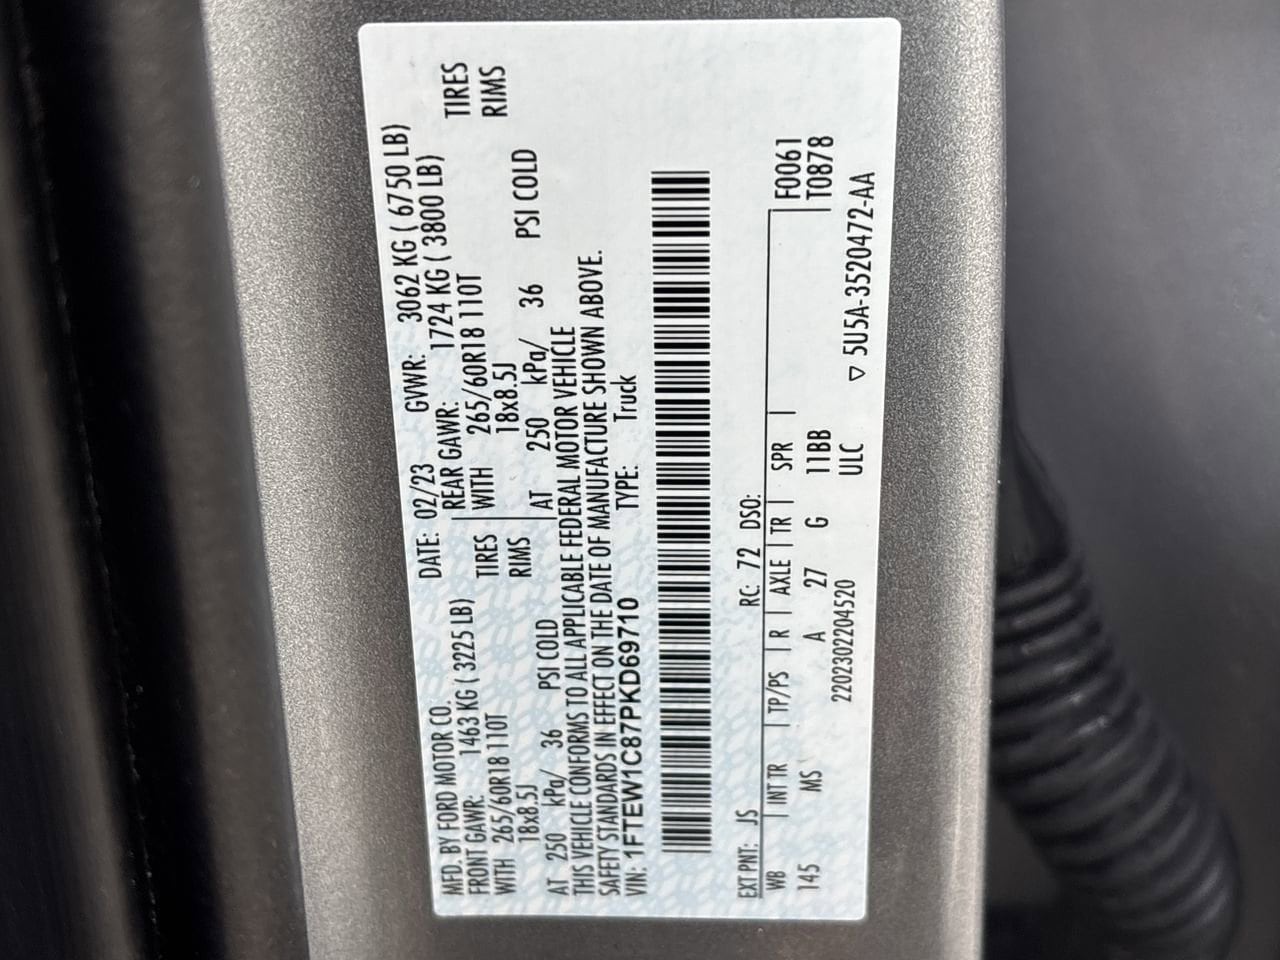 MFD. BY FORD MOTOR CO. DATE: 02/23 GVWR: 3062 KG ( 6750 LB)
FRONT GAWR: 1463 KG ( 3225 LB) REAR GAWR: 1724 KG ( 3800 LB)
WITH 265/60R18 110T TIRES WITH 265/60R18 110T TIRES
18x8.5J RIMS 18x8.5J RIMS
AT 250 kPa/ 36 PSI COLD AT 250 kPa/ 36 PSI COLD
THIS VEHICLE CONFORMS TO ALL APPLICABLE FEDERAL MOTOR VEHICLE
SAFETY STANDARDS IN EFFECT ON THE DATE OF MANUFACTURE SHOWN ABOVE.
VIN: 1FTEW1C87PKD69710 TYPE: Truck
EXT PNT: JS RC: 72 DSO:
WB INT TR TP/PS R AXLE TR SPR F0061
145 MS A 27 G 11BB T0878
2202302204520 ULC ▽ 5U5A-3520472-AA